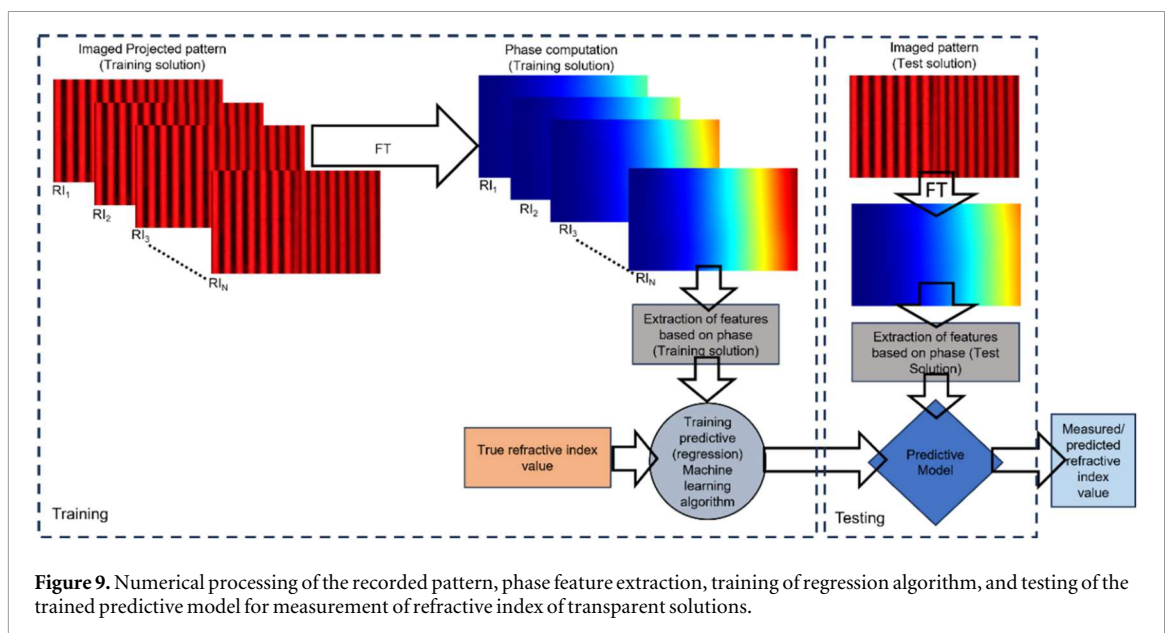 Imaged Projected pattern
(Training solution)
Phase computation
(Training solution)
Imaged pattern
(Test solution)
FT
RI1
RI2
RI3
RIN
RI1
RI2
RI3
RIN
FT
Extraction of features
based on phase
(Training solution)
Extraction of features
based on phase (Test
Solution)
True refractive index
value
Training
predictive
(regression)
Machine
learning
algorithm
Predictive
Model
Measured/
predicted
refractive
index
value
Training
Testing
Figure 9. Numerical processing of the recorded pattern, phase feature extraction, training of regression algorithm, and testing of the
trained predictive model for measurement of refractive index of transparent solutions.